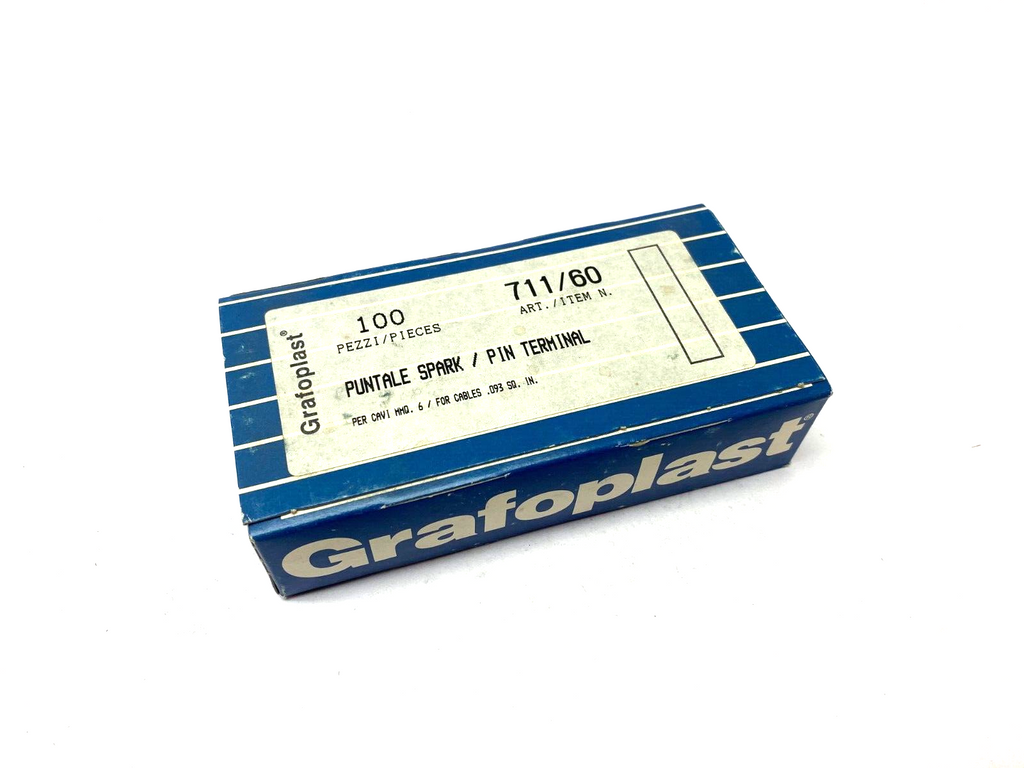 Grafoplast®
100
PEZZI/PIECES
711/60
ART./ITEM N.
PUNTALE SPARK / PIN TERMINAL
PER CAVI MMQ. 6 / FOR CABLES .093 SQ. IN.
Grafoplast®